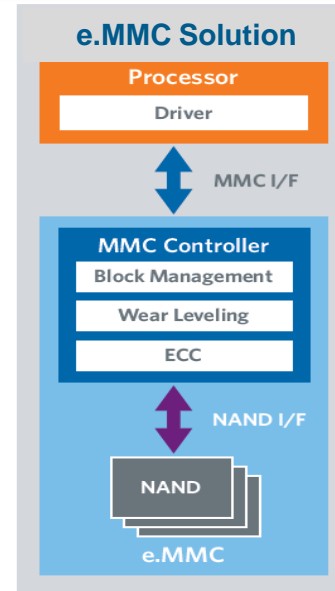 e.MMC Solution
Processor
Driver
MMC I/F
MMC Controller
Block Management
Wear Leveling
ECC
NAND I/F
NAND
e.MMC